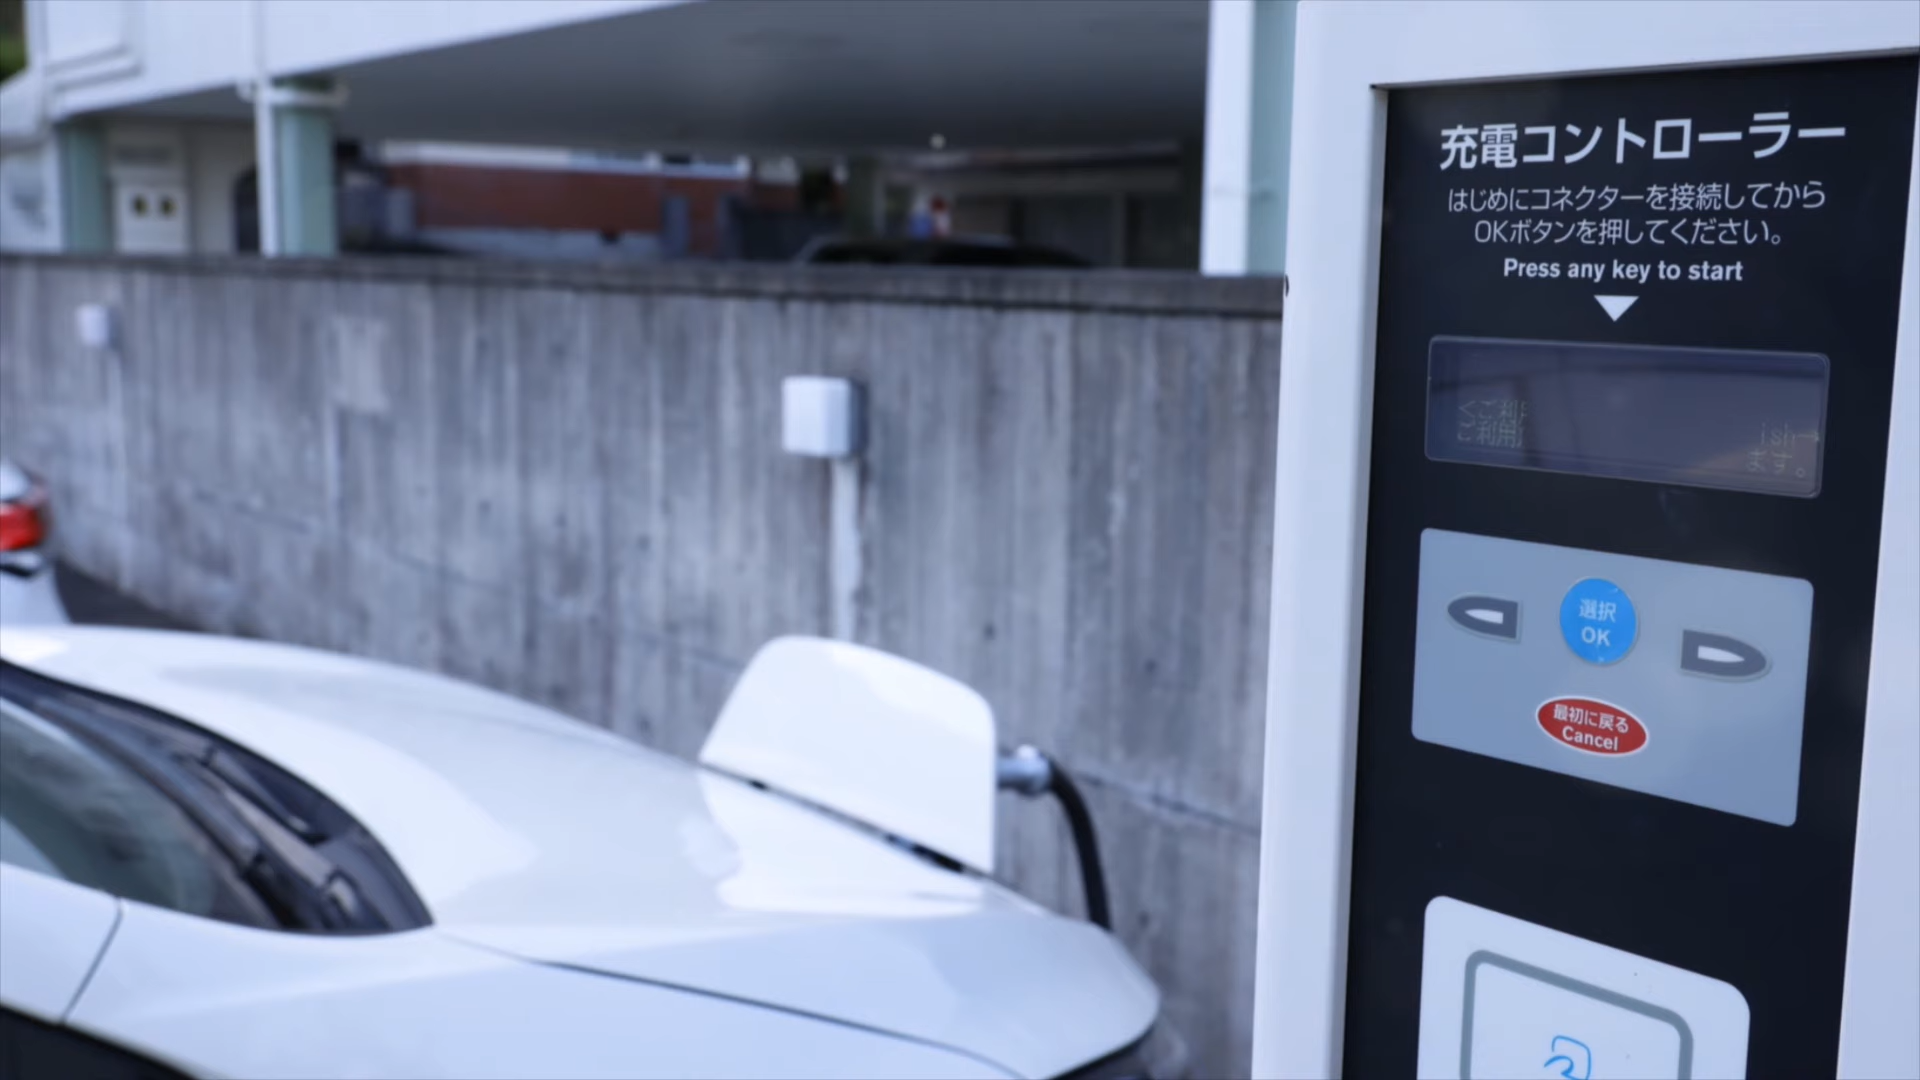 充電コントローラー
はじめにコネクターを接続してから
OKボタンを押してください。
Press any key to start
ます。
選択
OK
最初に戻る
Cancel